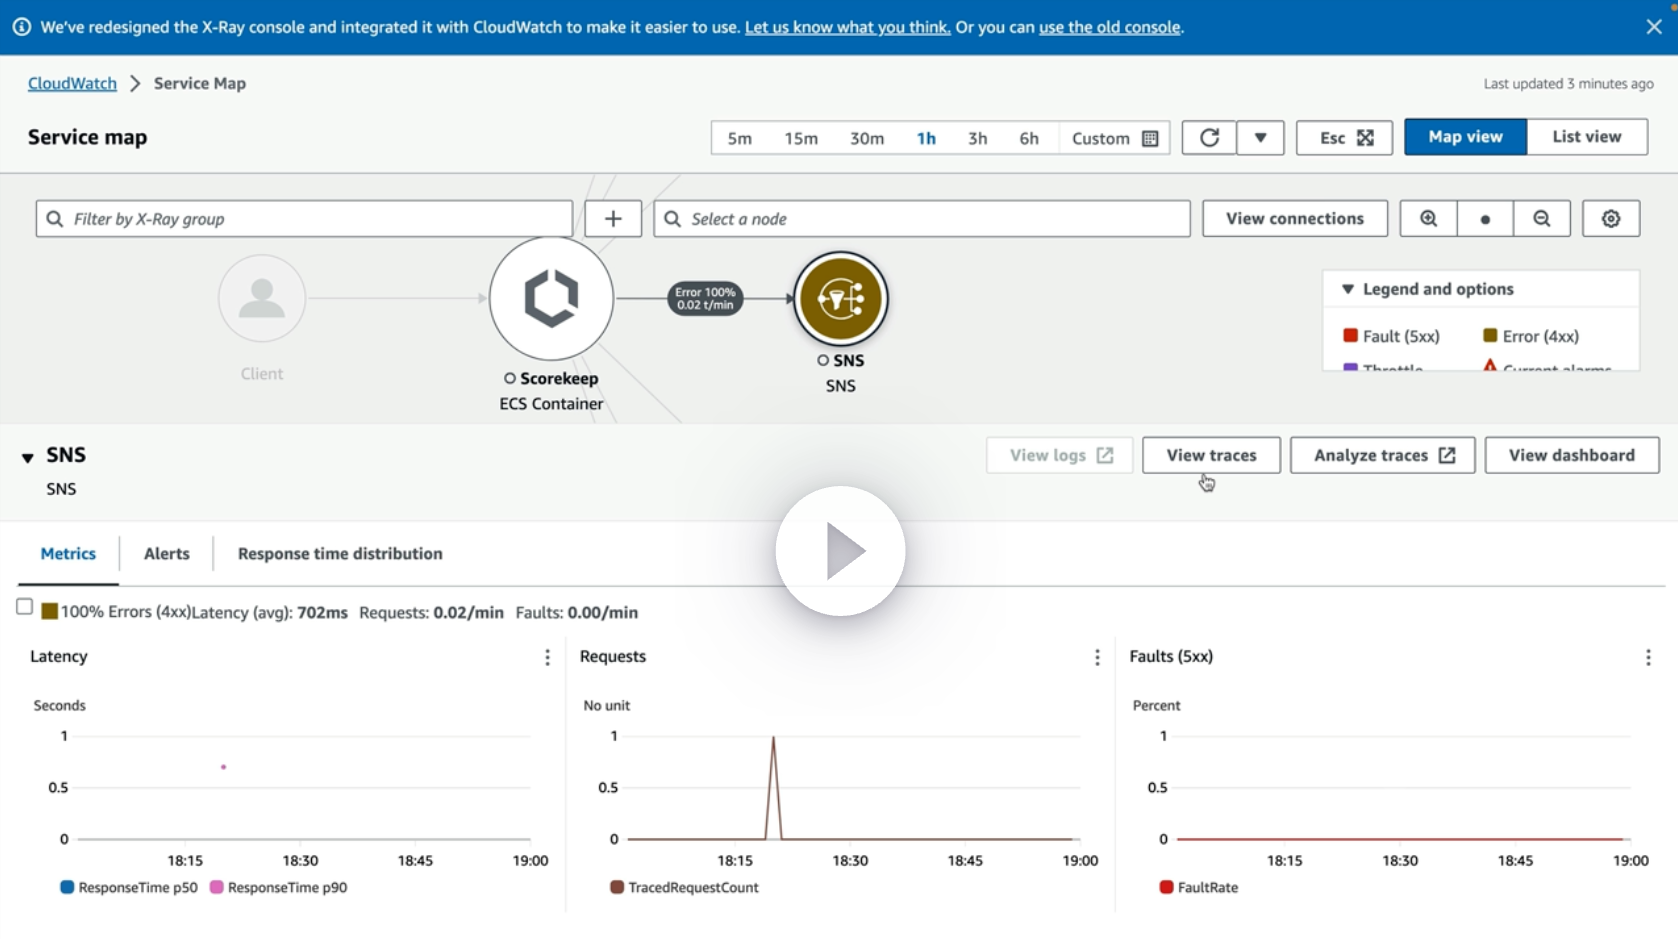 We've redesigned the X-Ray console and integrated it with CloudWatch to make it easier to use. Let us know what you think. Or you can use the old console.
CloudWatch > Service Map
Last updated 3 minutes ago
Service map
5m 15m 30m 1h 3h 6h Custom
Esc
Map view List view
Filter by X-Ray group
Select a node
View connections
Error 100%
0.02 t/min
Client
Scorekeep
ECS Container
SNS
SNS
Legend and options
Fault (5xx) Error (4xx)
Throttle Current alarms
SNS
SNS
View logs View traces Analyze traces View dashboard
Metrics Alerts Response time distribution
100% Errors (4xx)Latency (avg): 702ms Requests: 0.02/min Faults: 0.00/min
Latency
Seconds
1
0.5
0
18:15 18:30 18:45 19:00
ResponseTime p50 ResponseTime p90
Requests
No unit
1
0.5
0
18:15 18:30 18:45 19:00
TracedRequestCount
Faults (5xx)
Percent
1
0.5
0
18:15 18:30 18:45 19:00
FaultRate